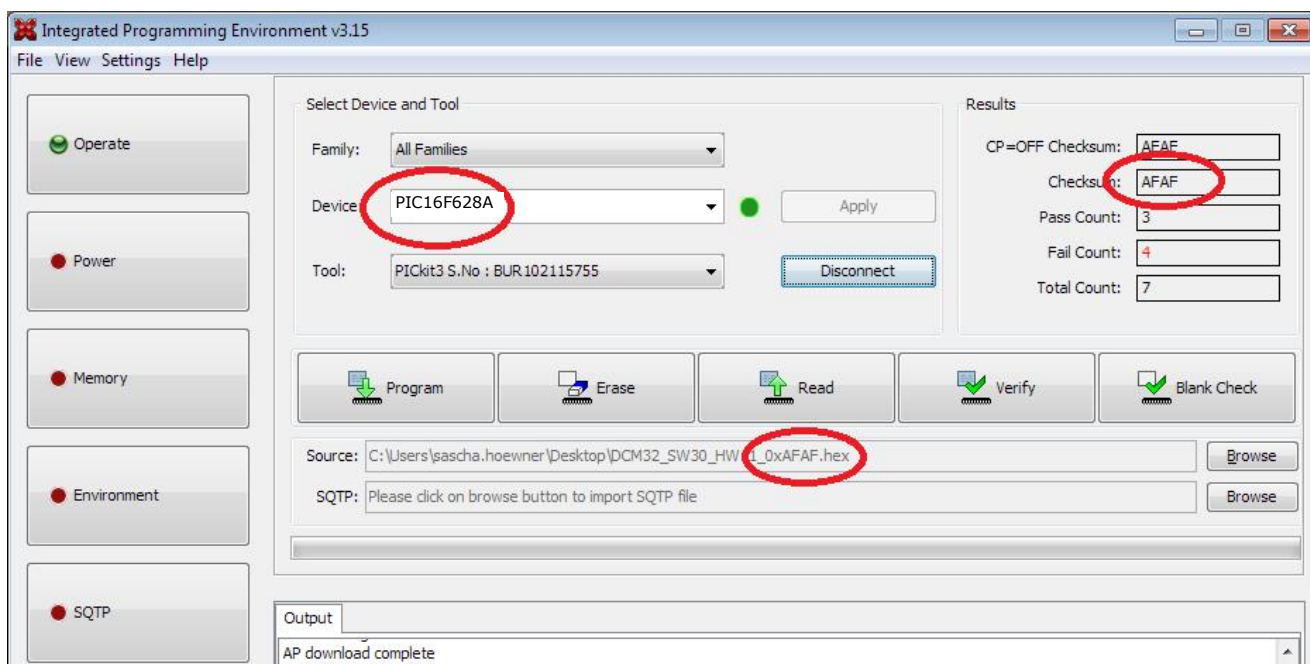 Integrated Programming Environment v3.15
File View Settings Help
Operate
Power
Memory
Environment
SQTP
Select Device and Tool
Family: All Families
Device: PIC16F628A Apply
Tool: PICkit3 S.No : BUR102115755 Disconnect
Results
CP=OFF Checksum: AFAF
Checksum: AFAF
Pass Count: 3
Fail Count: 4
Total Count: 7
Program Erase Read Verify Blank Check
Source: Browse
SQTP: Please click on browse button to import SQTP file Browse
Output
AP download complete